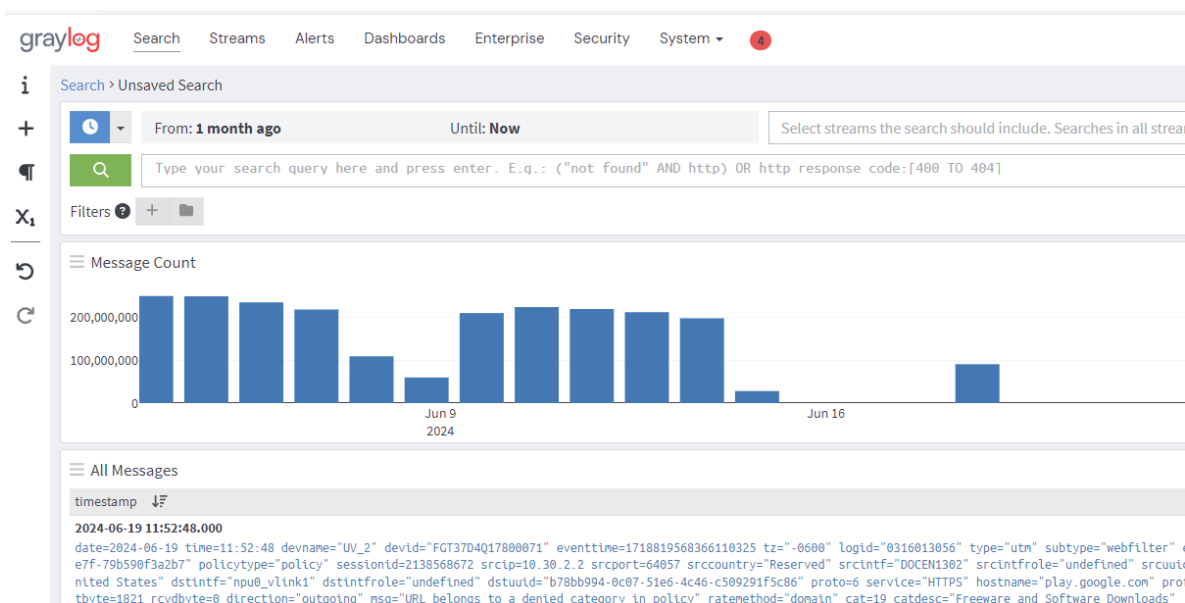 graylog Search Streams Alerts Dashboards Enterprise Security System 4
Search > Unsaved Search
From: 1 month ago Until: Now Select streams the search should include. Searches in all
Type your search query here and press enter. E.g.: ("not found" AND http) OR http response code:[400 TO 404]
Filters
Message Count
200,000,000
100,000,000
0
Jun 9 Jun 16
2024
All Messages
timestamp
2024-06-19 11:52:48.000
date=2024-06-19 time=11:52:48 devname="UV_2" devid="FGT37D4Q17800071" eventtime=1718819568366110325 tz="-0600" logid="0316013056" type="utm" subtype="webfilter"
e7f-79b590f3a2b7" policytype="policy" sessionid=2138568672 srcip=10.30.2.2 srcport=64057 srccountry="Reserved" srcintf="DOCEN1302" srcintfrole="undefined"
nited States" dstintf="npu0_vlink1" dstintfrole="undefined" dstuuid="b78bb994-0c07-51e6-4c46-c509291f5c86" proto=6 service="HTTPS" hostname="play.google.com"
tbyte=1821 rcvdbyte=0 direction="outgoing" msg="URL belongs to a denied category in policy" ratemethod="domain" cat=19 catdesc="Freeware and Software Downloads"